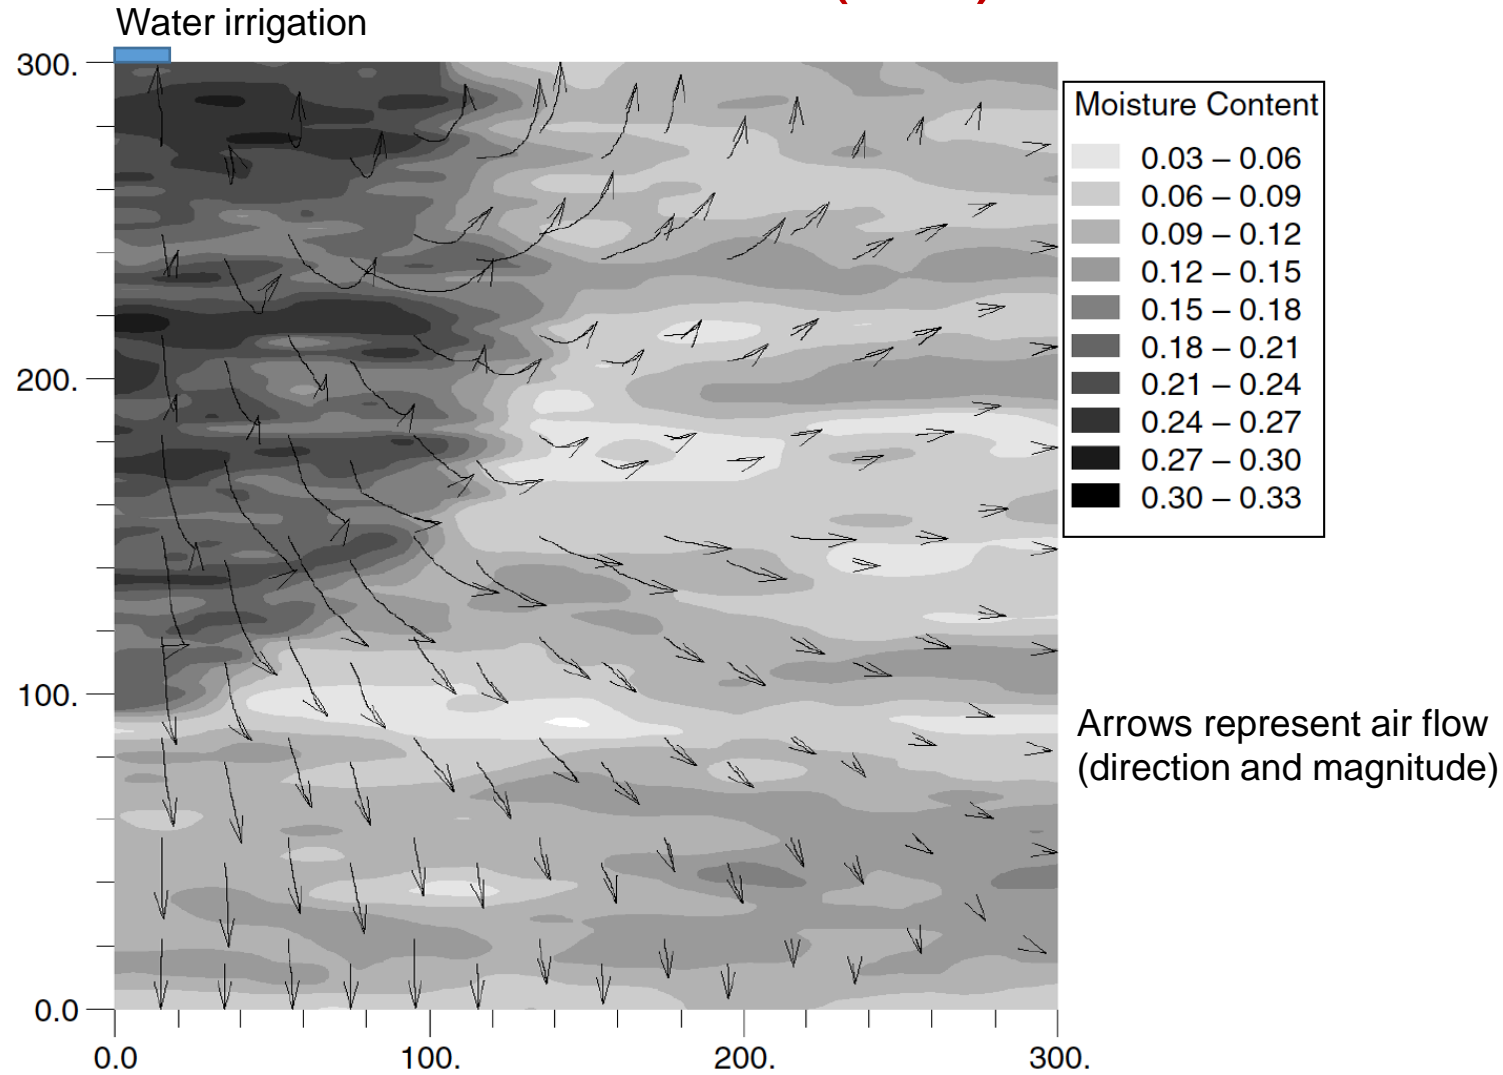 Water irrigation
300.
200.
100.
0.0
0.0
100.
200.
300.
Moisture Content
0.03 – 0.06
0.06 – 0.09
0.09 – 0.12
0.12 – 0.15
0.15 – 0.18
0.18 – 0.21
0.21 – 0.24
0.24 – 0.27
0.27 – 0.30
0.30 – 0.33
Arrows represent air flow
(direction and magnitude)